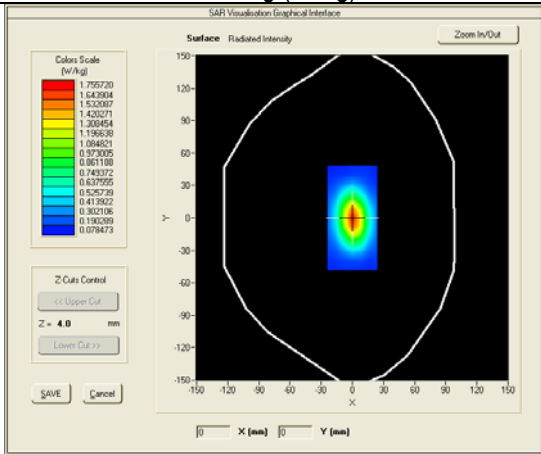 SAR Visualisation Graphical Interface
Surface Radiated Intensity
Zoom In/Out
Colors Scale
(W/kg)
1.755720
1.643904
1.532087
1.420271
1.308454
1.196638
1.084821
0.973005
0.861188
0.749372
0.637555
0.525739
0.413922
0.302106
0.190289
0.078473
150
120
90
60
30
0
-30
-60
-90
-120
-150
Y
-150 -120 -90 -60 -30 0 30 60 90 120 150
X
Z-Cuts Control
<< Upper Cut
Z = 4.0 mm
Lower Cut >>
SAVE Cancel
0 X (mm) 0 Y (mm)